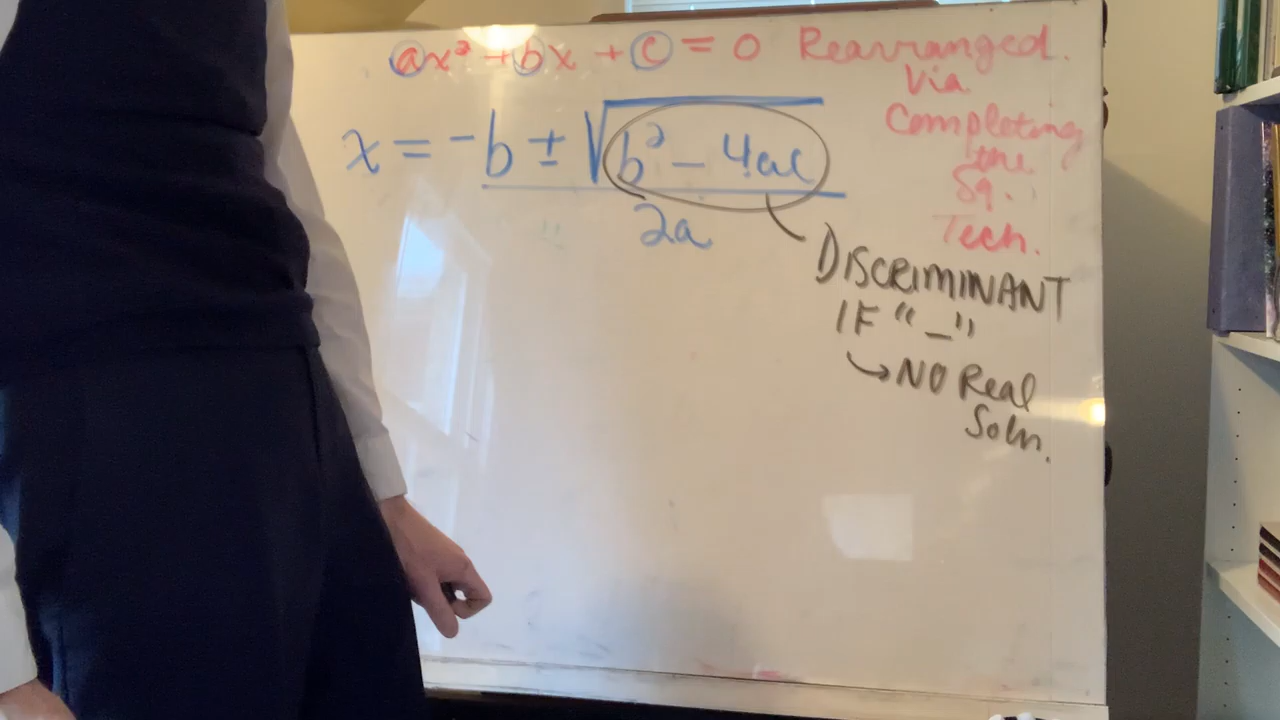 ax² + bx + c = 0 Rearranged.
Via
Completing
the
Sq.
Tech.
x = -b ± √b² - 4ac
2a
DISCRIMINANT
IF "-"
↳ NO Real
Soln.